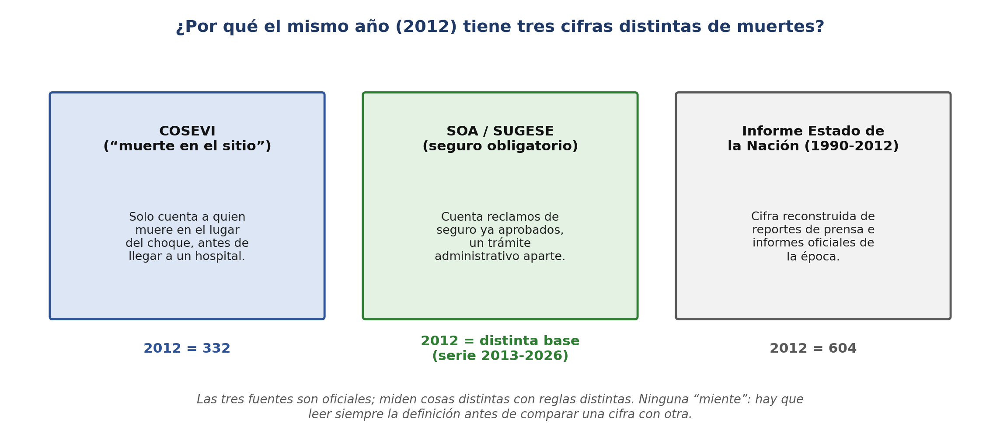 ¿Por qué el mismo año (2012) tiene tres cifras distintas de muertes?
COSEVI
(“muerte en el sitio”)
Solo cuenta a quien
muere en el lugar
del choque, antes de
llegar a un hospital.
2012 = 332
SOA / SUGESE
(seguro obligatorio)
Cuenta reclamos de
seguro ya aprobados,
un trámite
administrativo aparte.
2012 = distinta base
(serie 2013-2026)
Informe Estado de
la Nación (1990-2012)
Cifra reconstruida de
reportes de prensa e
informes oficiales de
la época.
2012 = 604
Las tres fuentes son oficiales; miden cosas distintas con reglas distintas. Ninguna “miente”: hay que
leer siempre la definición antes de comparar una cifra con otra.